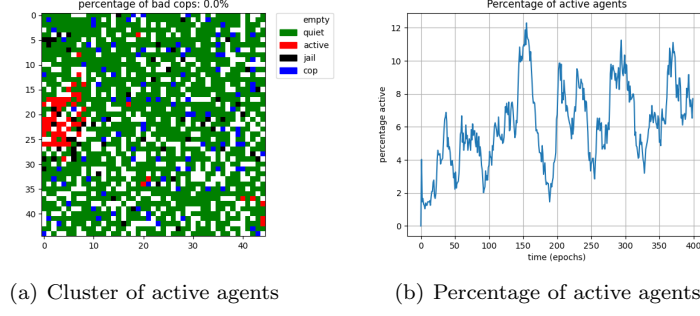 percentage of bad cops: 0.0%
0
5
10
15
20
25
30
35
40
0
10
20
30
40
empty
quiet
active
jail
cop
Percentage of active agents
percentage active
12
10
8
6
4
2
0
0
50
100
150
200
250
300
350
400
time (epochs)
(a) Cluster of active agents
(b) Percentage of active agents